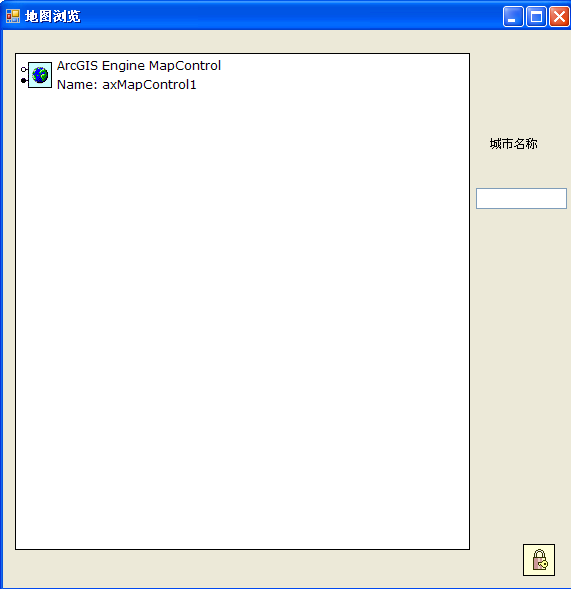 地图浏览
ArcGIS Engine MapControl
Name: axMapControl1
城市名称